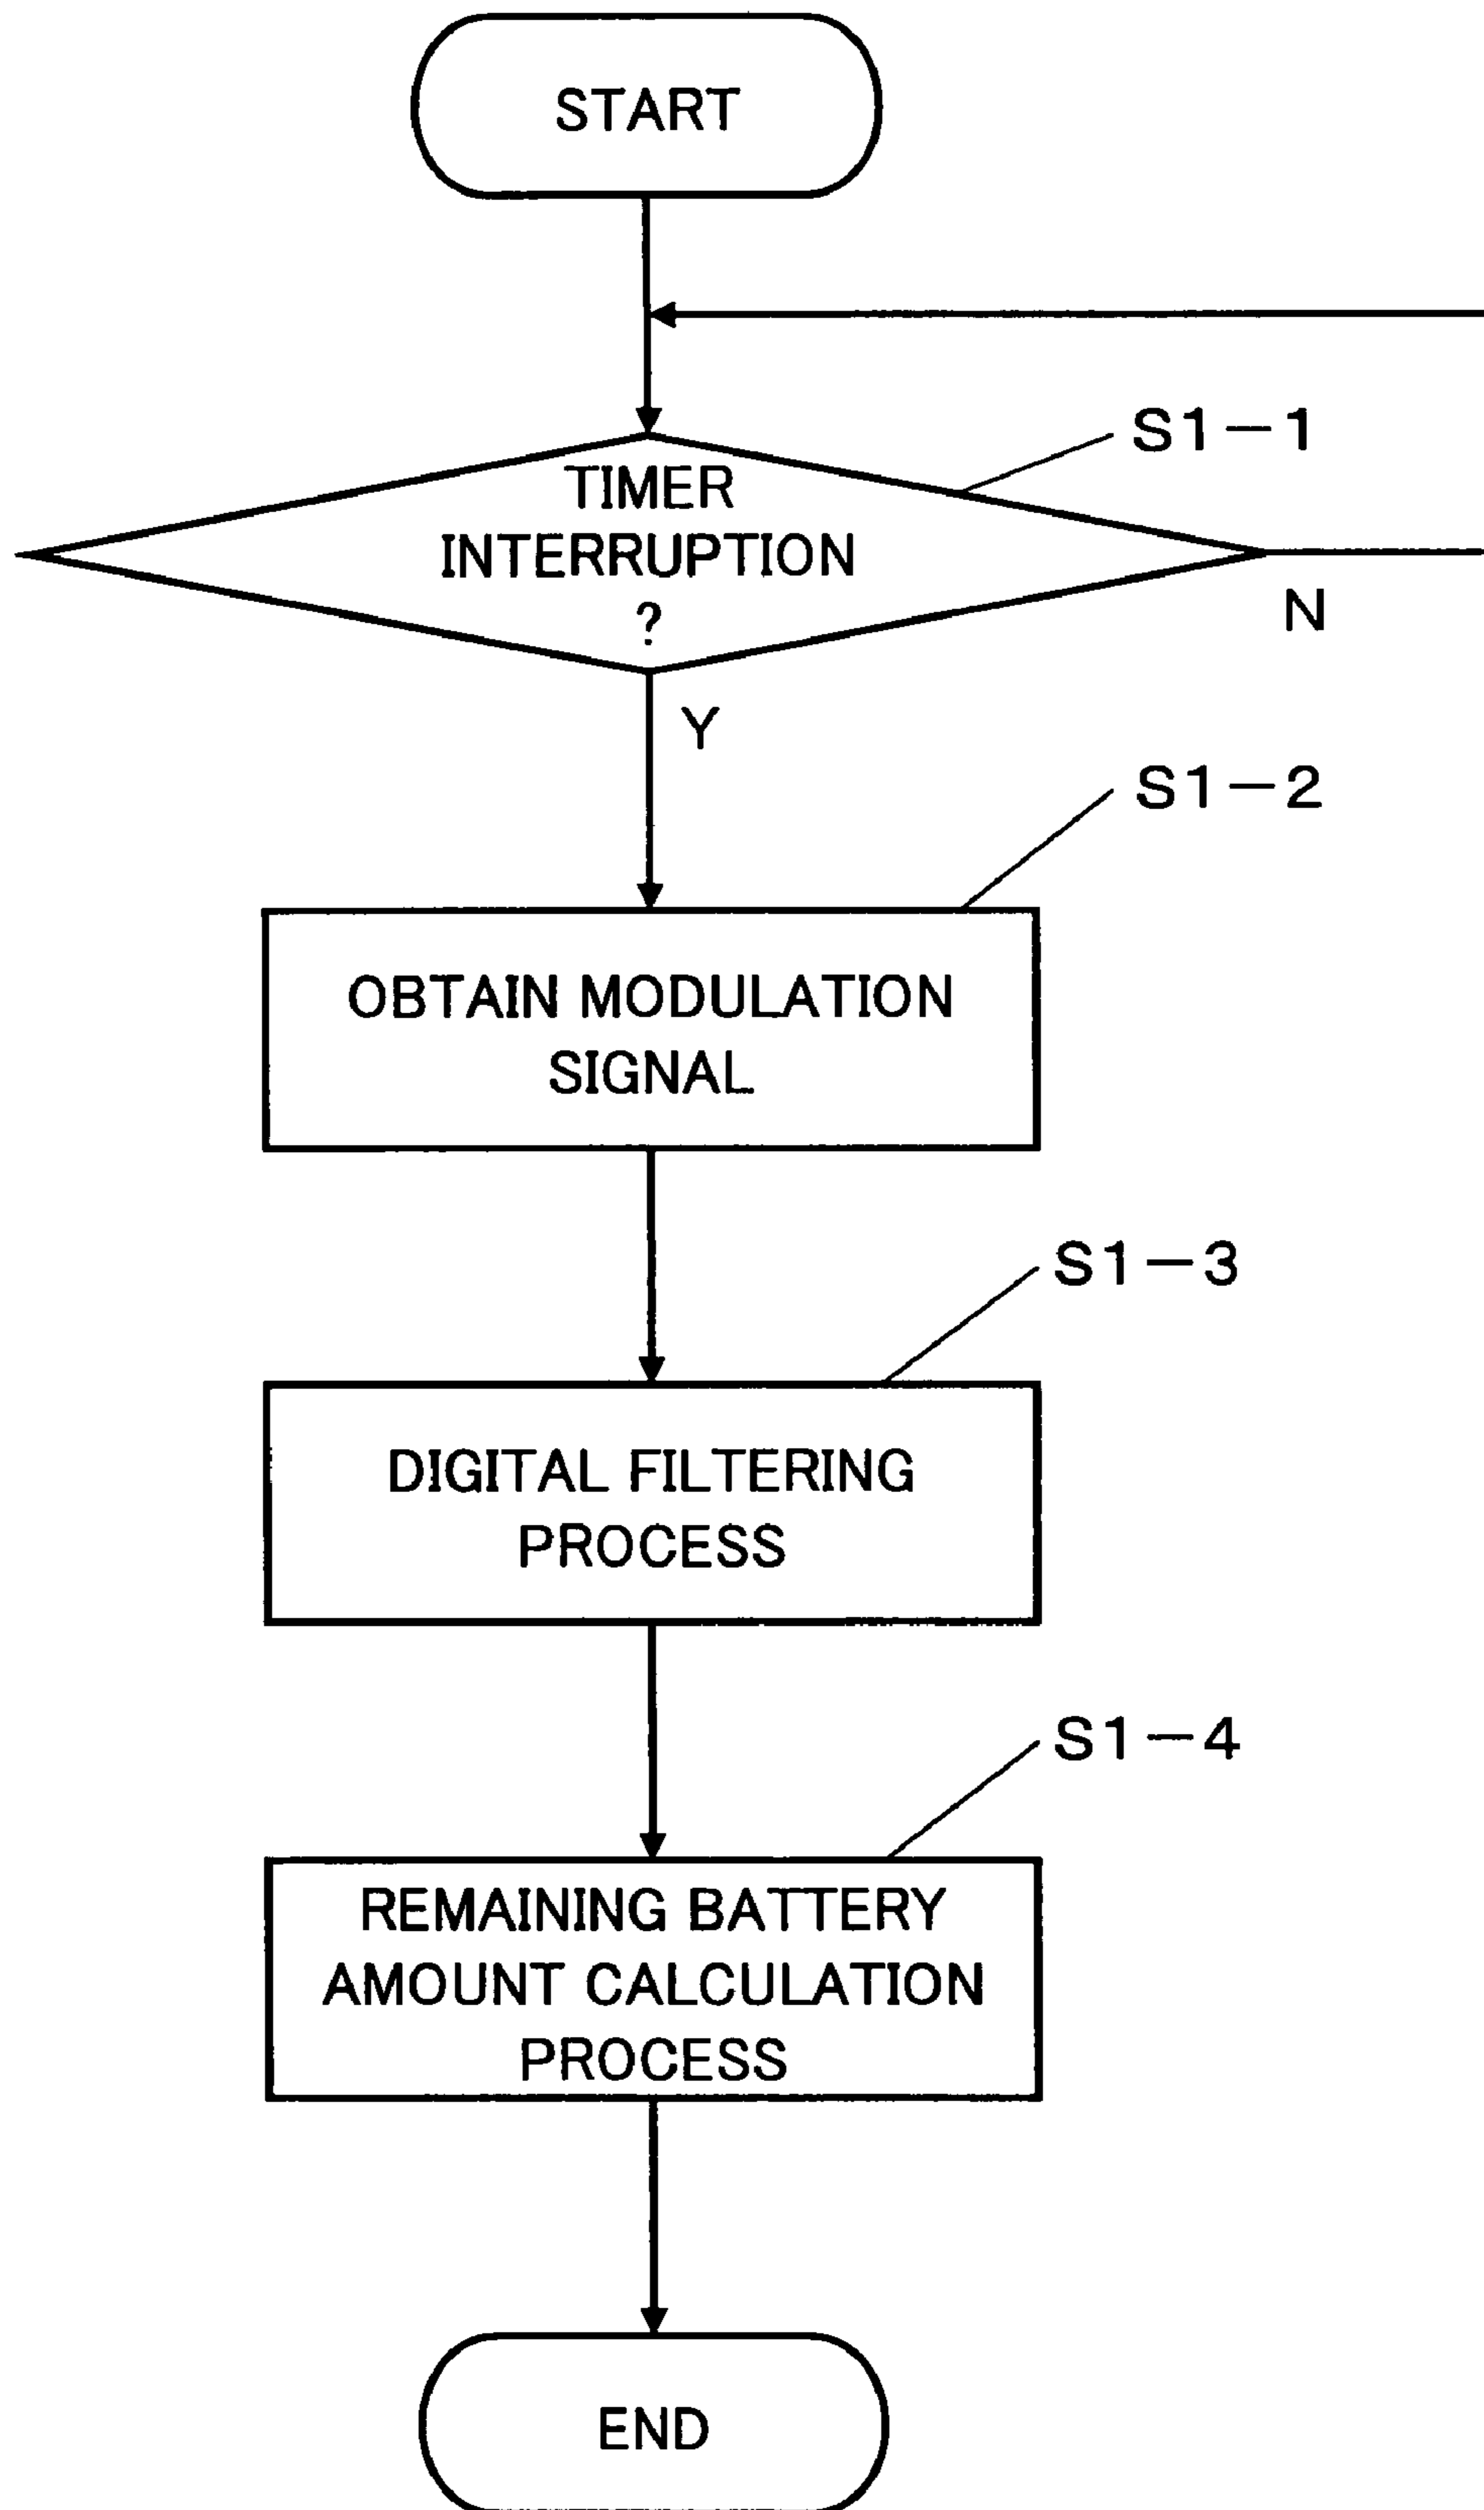 START
S1-1
TIMER
INTERRUPTION
?
N
Y
S1-2
OBTAIN MODULATION
SIGNAL
S1-3
DIGITAL FILTERING
PROCESS
S1-4
REMAINING BATTERY
AMOUNT CALCULATION
PROCESS
END